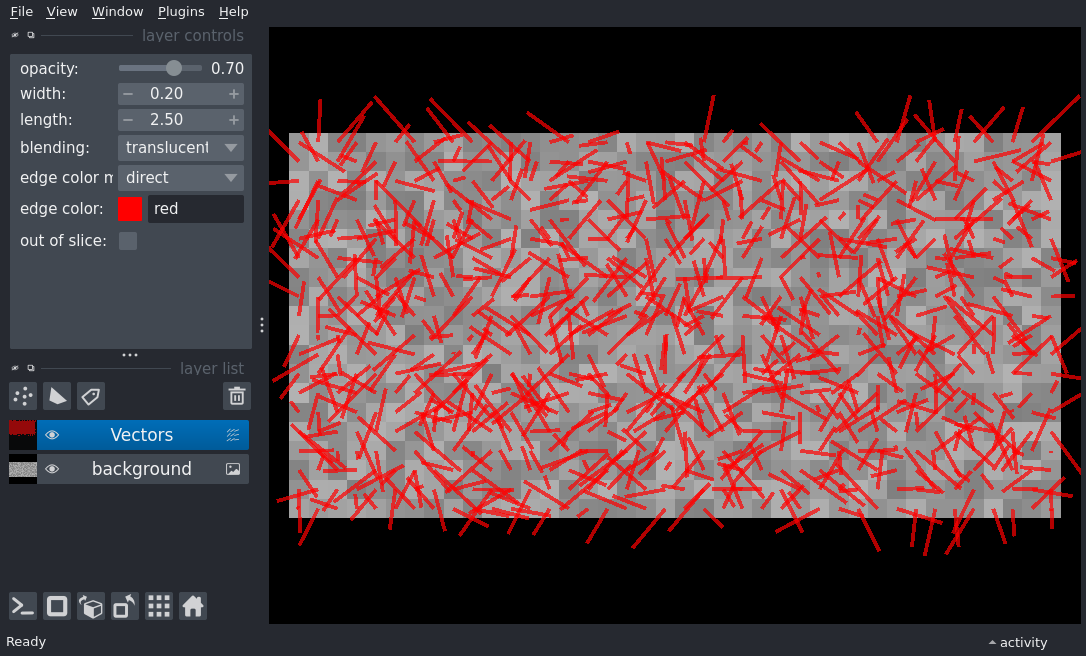 File View Window Plugins Help
layer controls
opacity: 0.70
width: − 0.20 +
length: − 2.50 +
blending: translucent
edge color m direct
edge color: red
out of slice:
layer list
Vectors
background
Ready
activity